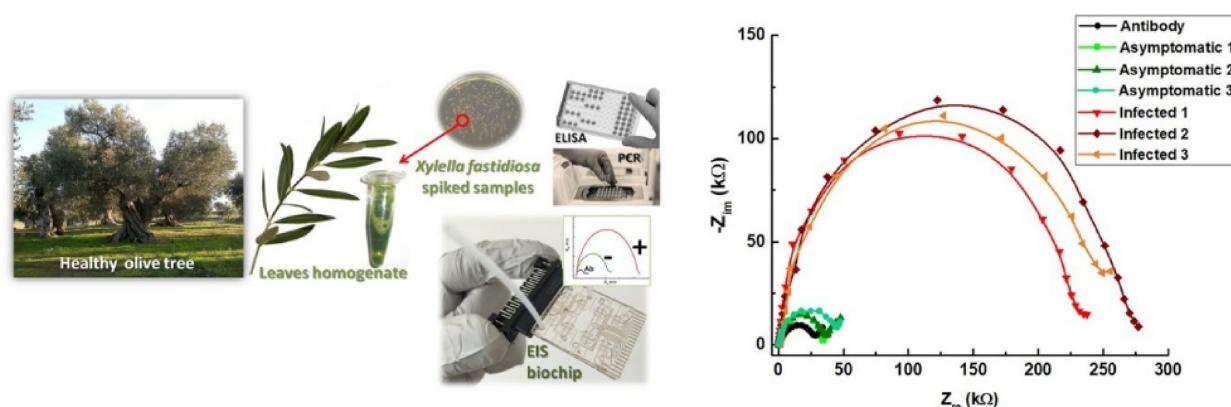 Healthy olive tree
Leaves homogenate
Xylella fastidiosa
spiked samples
ELISA
PCR
+
-
Ab
EIS
biochip
150
100
50
0
-Zim (kΩ)
0 50 100 150 200 250 300
Zre (kΩ)
Antibody
Asymptomatic 1
Asymptomatic 2
Asymptomatic 3
Infected 1
Infected 2
Infected 3